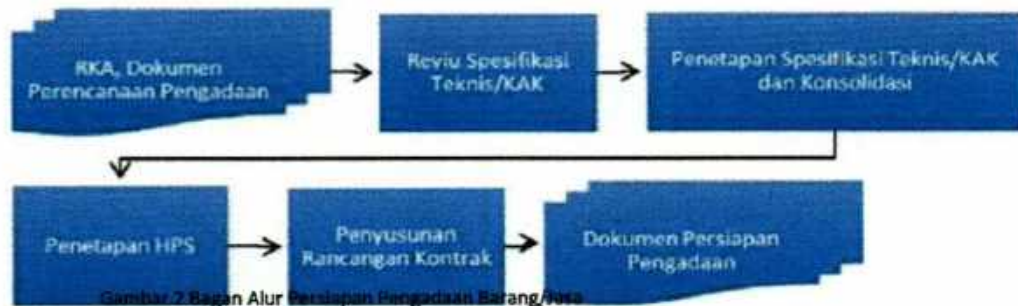 RKA, Dokumen
Perencanaan Pengadaan
Reviu Spesifikasi
Teknis/KAK
Penetapan Spesifikasi Teknis/KAK
dan Konsolidasi
Penetapan HPS
Penyusunan
Rancangan Kontrak
Dokumen Persiapan
Pengadaan
Gambar 2 Bagan Alur Persiapan Pengadaan Barang/Jasa